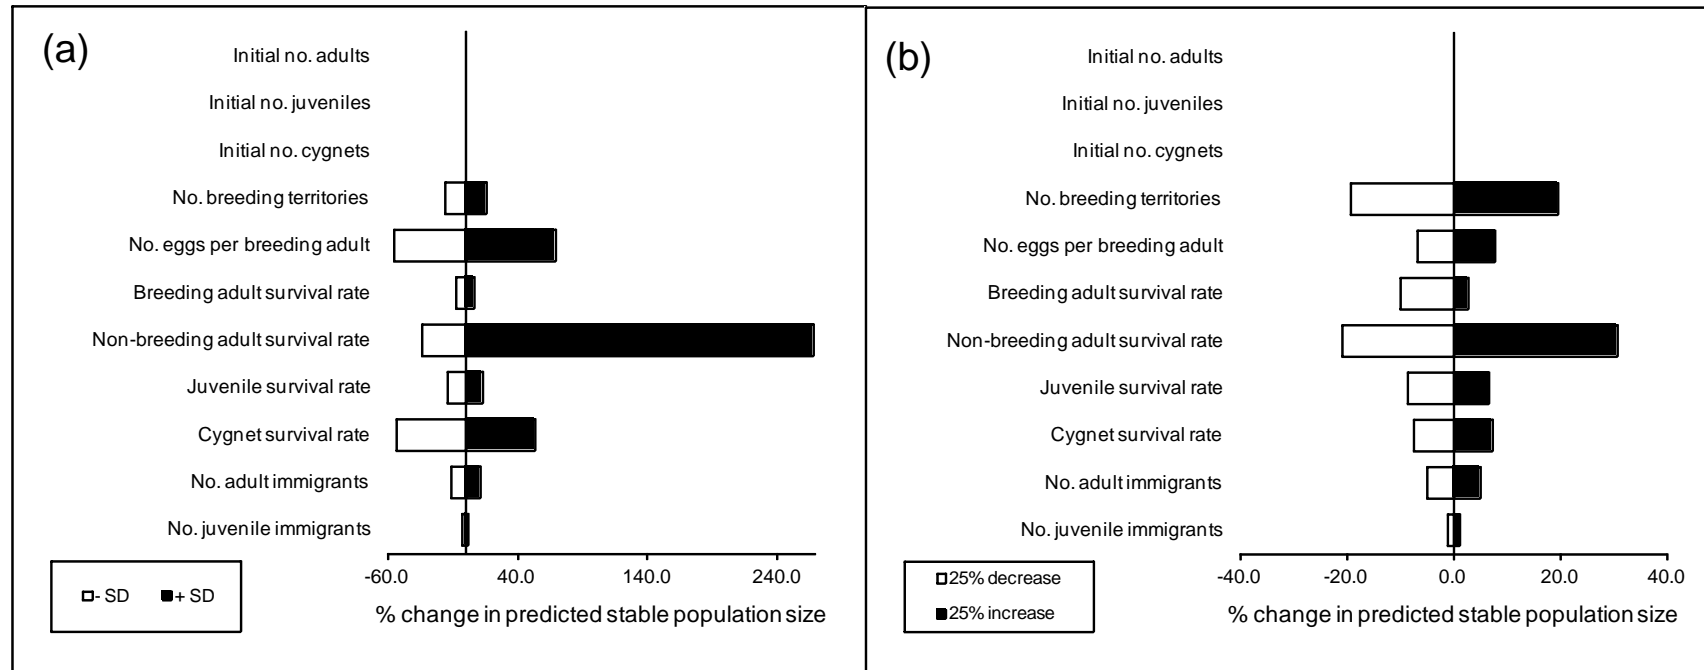 (a)
Initial no. adults
Initial no. juveniles
Initial no. cygnets
No. breeding territories
No. eggs per breeding adult
Breeding adult survival rate
Non-breeding adult survival rate
Juvenile survival rate
Cygnet survival rate
No. adult immigrants
No. juvenile immigrants
-60.0 40.0 140.0 240.0
- SD + SD
% change in predicted stable population size
(b)
Initial no. adults
Initial no. juveniles
Initial no. cygnets
No. breeding territories
No. eggs per breeding adult
Breeding adult survival rate
Non-breeding adult survival rate
Juvenile survival rate
Cygnet survival rate
No. adult immigrants
No. juvenile immigrants
-40.0 -20.0 0.0 20.0 40.0
25% decrease
25% increase
% change in predicted stable population size